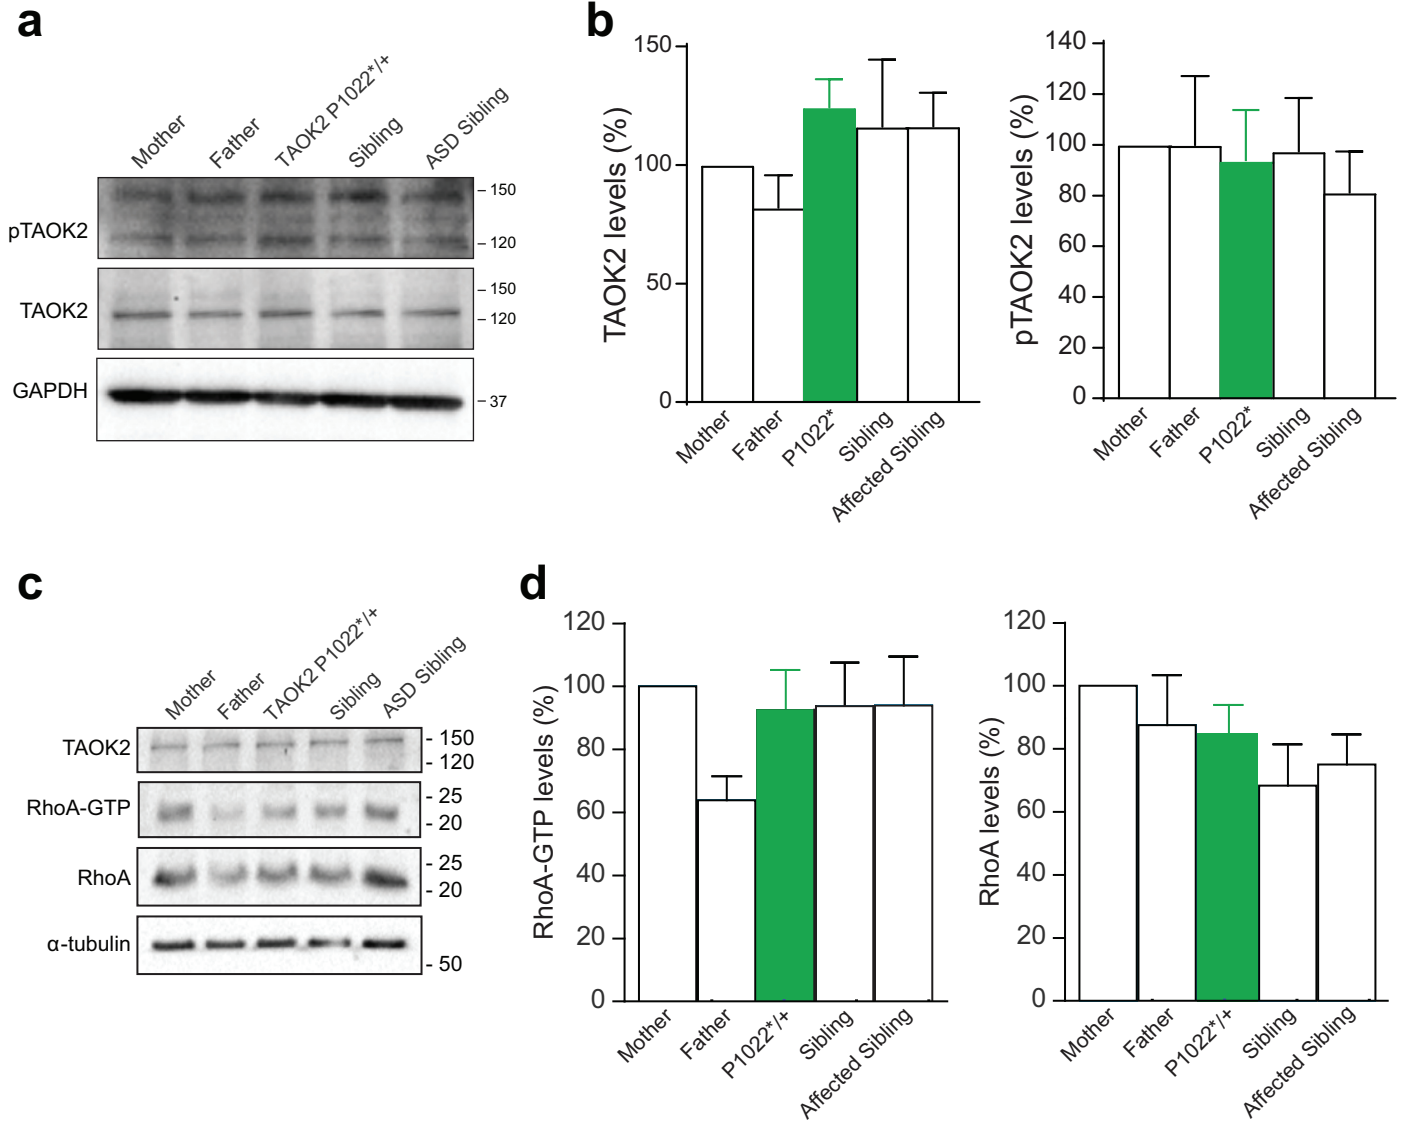 a
Mother
Father
TAOK2 P1022*/+
Sibling
ASD Sibling
pTAOK2
– 150
– 120
TAOK2
– 150
– 120
GAPDH
– 37
b
TAOK2 levels (%)
150
100
50
0
Mother
Father
P1022*
Sibling
Affected Sibling
pTAOK2 levels (%)
140
120
100
80
60
40
20
0
Mother
Father
P1022*
Sibling
Affected Sibling
c
Mother
Father
TAOK2 P1022*/+
Sibling
ASD Sibling
TAOK2
- 150
- 120
RhoA-GTP
- 25
- 20
RhoA
- 25
- 20
α-tubulin
- 50
d
RhoA-GTP levels (%)
120
100
80
60
40
20
0
Mother
Father
P1022*/+
Sibling
Affected Sibling
RhoA levels (%)
120
100
80
60
40
20
0
Mother
Father
P1022*/+
Sibling
Affected Sibling